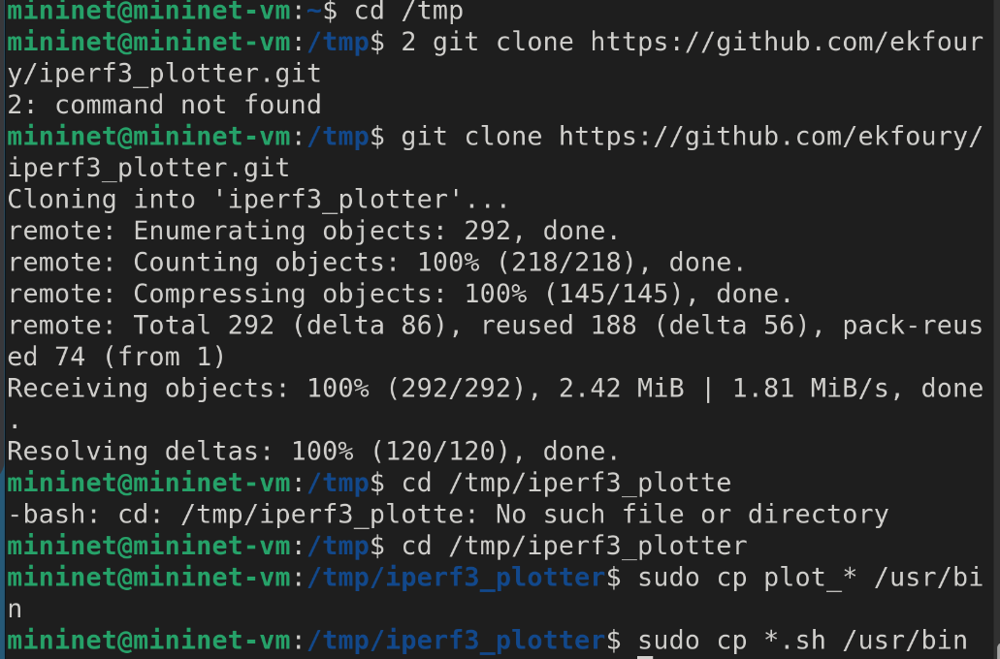 mininet@mininet-vm:~$ cd /tmp
mininet@mininet-vm:/tmp$ 2 git clone https://github.com/ekfour
y/iperf3_plotter.git
2: command not found
mininet@mininet-vm:/tmp$ git clone https://github.com/ekfoury/
iperf3_plotter.git
Cloning into 'iperf3_plotter'...
remote: Enumerating objects: 292, done.
remote: Counting objects: 100% (218/218), done.
remote: Compressing objects: 100% (145/145), done.
remote: Total 292 (delta 86), reused 188 (delta 56), pack-reus
ed 74 (from 1)
Receiving objects: 100% (292/292), 2.42 MiB | 1.81 MiB/s, done
.
Resolving deltas: 100% (120/120), done.
mininet@mininet-vm:/tmp$ cd /tmp/iperf3_plotte
-bash: cd: /tmp/iperf3_plotte: No such file or directory
mininet@mininet-vm:/tmp$ cd /tmp/iperf3_plotter
mininet@mininet-vm:/tmp/iperf3_plotter$ sudo cp plot_* /usr/bi
n
mininet@mininet-vm:/tmp/iperf3_plotter$ sudo cp *.sh /usr/bin